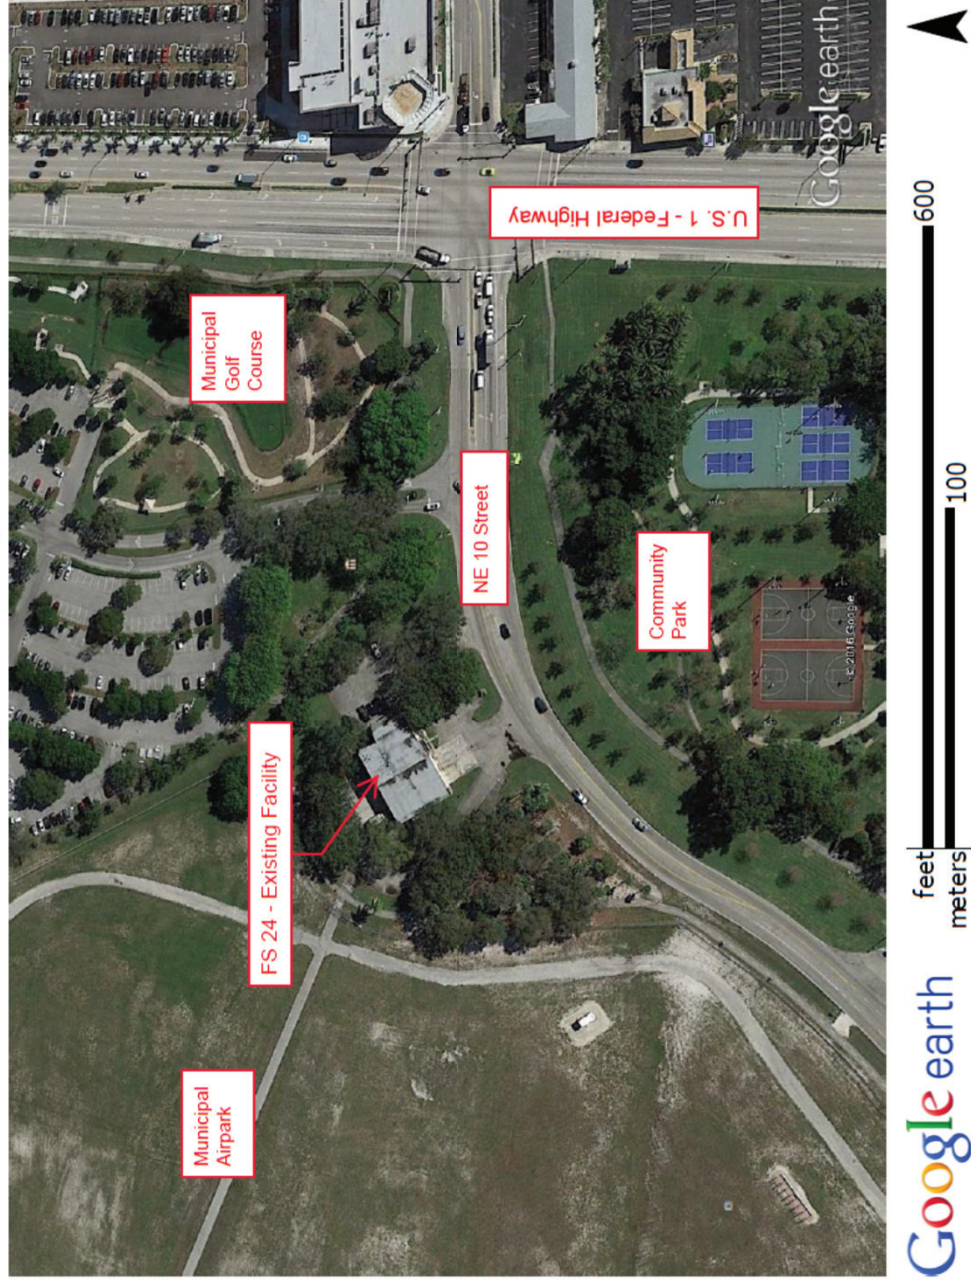 Municipal
Airpark
FS 24 - Existing Facility
Municipal
Golf
Course
NE 10 Street
U.S. 1 - Federal Highway
Community
Park
© 2016 Google
Google earth
Google earth
feet
600
meters
100